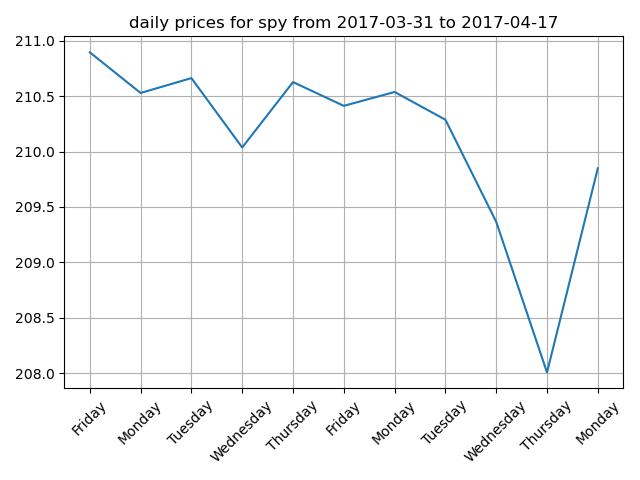 daily prices for spy from 2017-03-31 to 2017-04-17
211.0
210.5
210.0
209.5
209.0
208.5
208.0
Friday
Monday
Tuesday
Wednesday
Thursday
Friday
Monday
Tuesday
Wednesday
Thursday
Monday